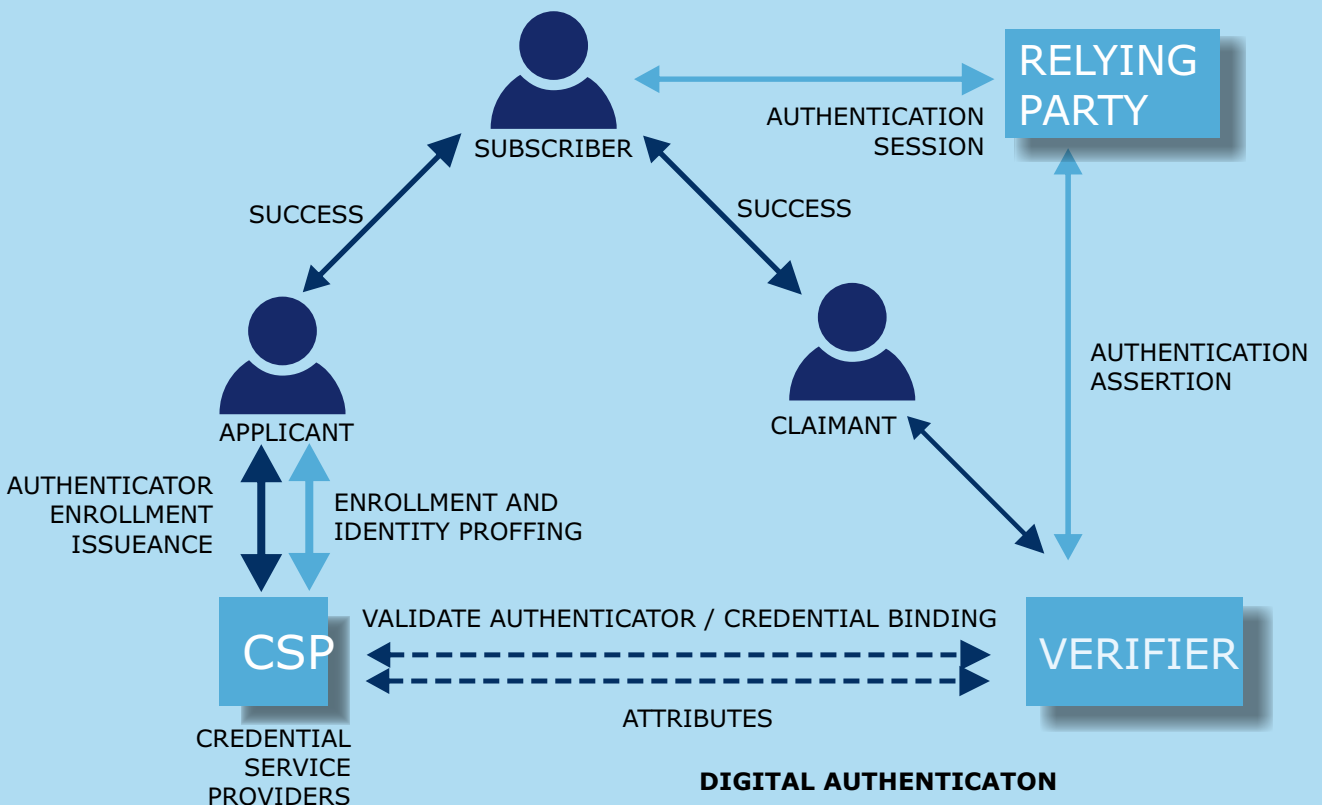 RELYING
PARTY
AUTHENTICATION
SESSION
SUBSCRIBER
SUCCESS
SUCCESS
AUTHENTICATION
ASSERTION
APPLICANT
CLAIMANT
AUTHENTICATOR
ENROLLMENT
ISSUEANCE
ENROLLMENT AND
IDENTITY PROFFING
VALIDATE AUTHENTICATOR / CREDENTIAL BINDING
CSP
VERIFIER
ATTRIBUTES
CREDENTIAL
SERVICE
PROVIDERS
DIGITAL AUTHENTICATON